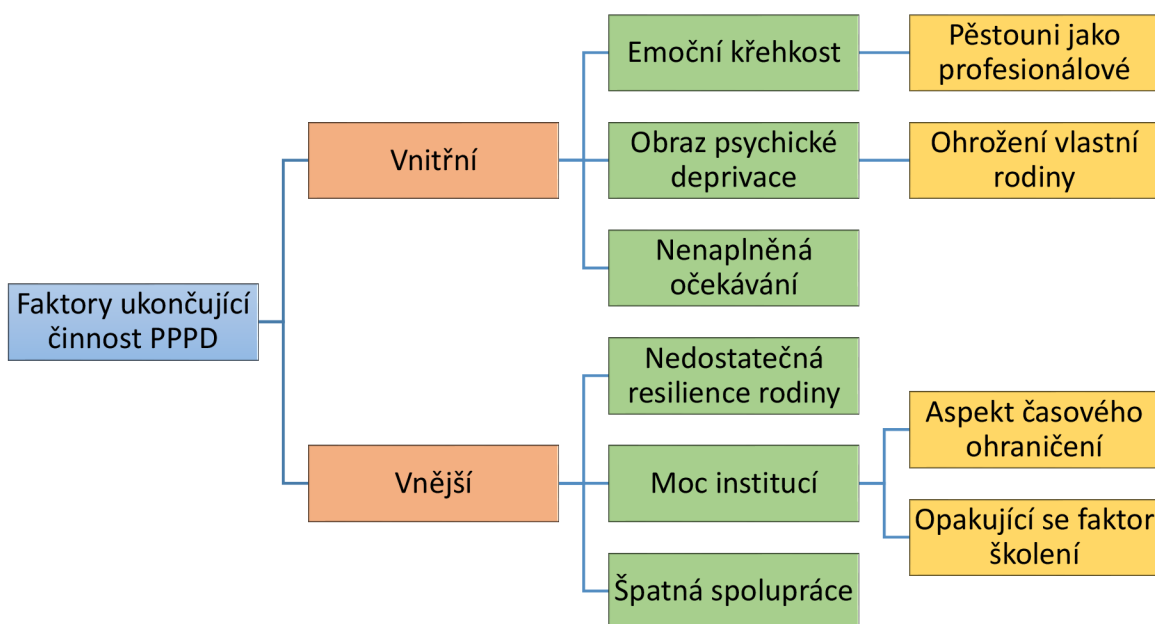 Faktory ukončující
činnost PPPD
Vnitřní
Emoční křehkost
Pěstouni jako
profesionálové
Obraz psychické
deprivace
Ohrožení vlastní
rodiny
Nenaplněná
očekávání
Vnější
Nedostatečná
resilience rodiny
Moc institucí
Aspekt časového
ohraničení
Opakující se faktor
školení
Špatná spolupráce